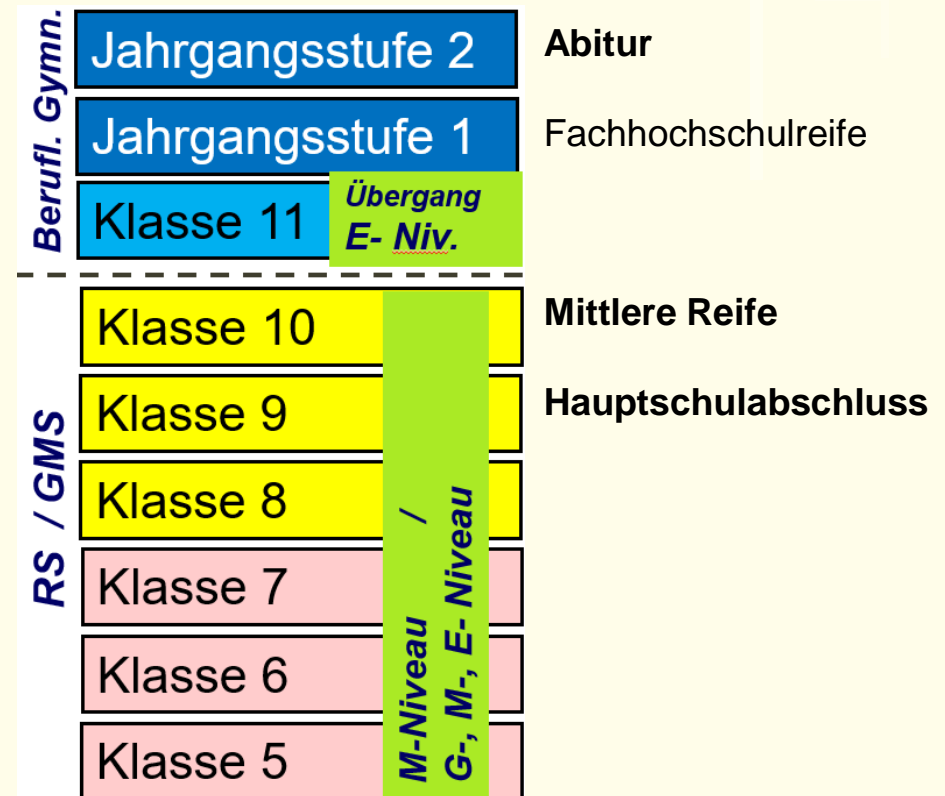 Berufl. Gymn.
Jahrgangsstufe 2
Abitur
Jahrgangsstufe 1
Fachhochschulreife
Klasse 11
Übergang
E- Niv.
RS / GMS
Klasse 10
Mittlere Reife
Klasse 9
Hauptschulabschluss
Klasse 8
Klasse 7
Klasse 6
Klasse 5
M-Niveau /
G-, M-, E- Niveau